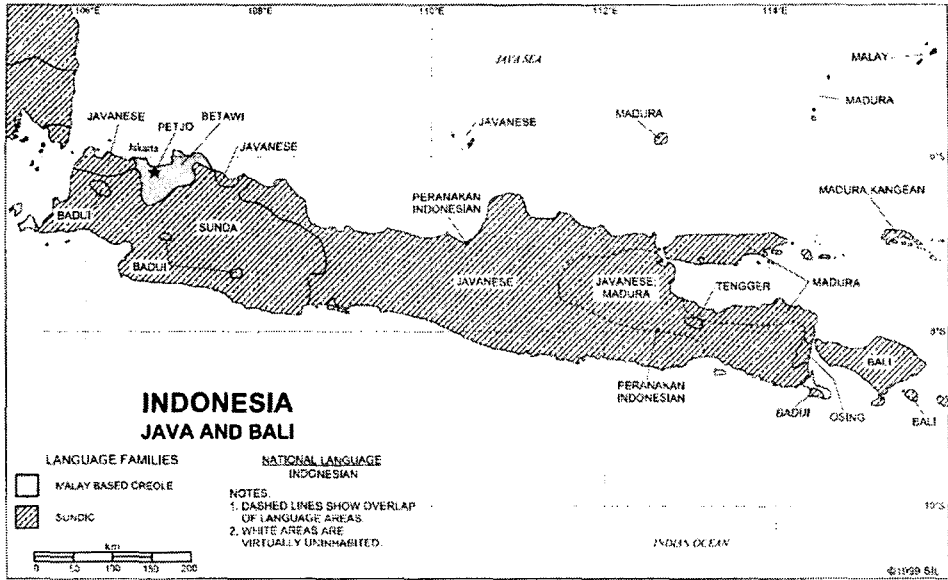 106°E 108°E 110°E 112°E 114°E
JAVA SEA
MALAY
MADURA
JAVANESE
PETJO
BETAWI
Jakarta
JAVANESE
JAVANESE
MADURA
MADURA, KANGEAN
PERANAKAN
INDONESIAN
BADUI
SUNDA
BADUI
JAVANESE
JAVANESE,
MADURA
TENGGER
MADURA
8°S
PERANAKAN
INDONESIAN
BALI
BADUI
OSING
BALI
INDONESIA
JAVA AND BALI
LANGUAGE FAMILIES
MALAY BASED CREOLE
SUNDIC
NATIONAL LANGUAGE
INDONESIAN
NOTES.
1. DASHED LINES SHOW OVERLAP
OF LANGUAGE AREAS
2. WHITE AREAS ARE
VIRTUALLY UNINHABITED.
km
0 50 100 150 200
10°S
INDIAN OCEAN
©1999 SIL